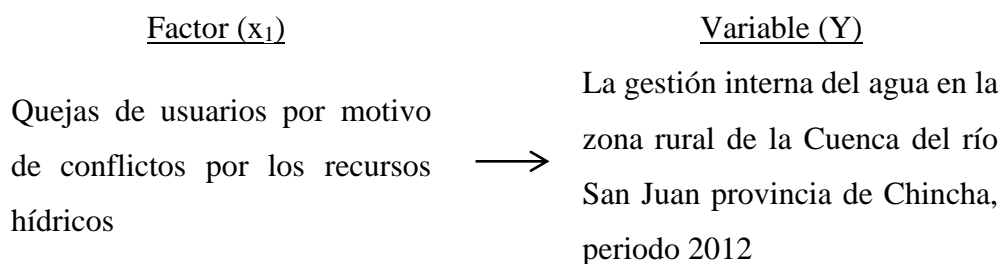 Factor (x₁)
Quejas de usuarios por motivo
de conflictos por los recursos
hídricos
Variable (Y)
La gestión interna del agua en la
zona rural de la Cuenca del río
San Juan provincia de Chincha,
periodo 2012